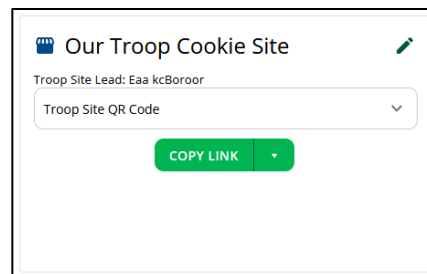 Our Troop Cookie Site
Troop Site Lead: Eaa kcBoroor
Troop Site QR Code
COPY LINK